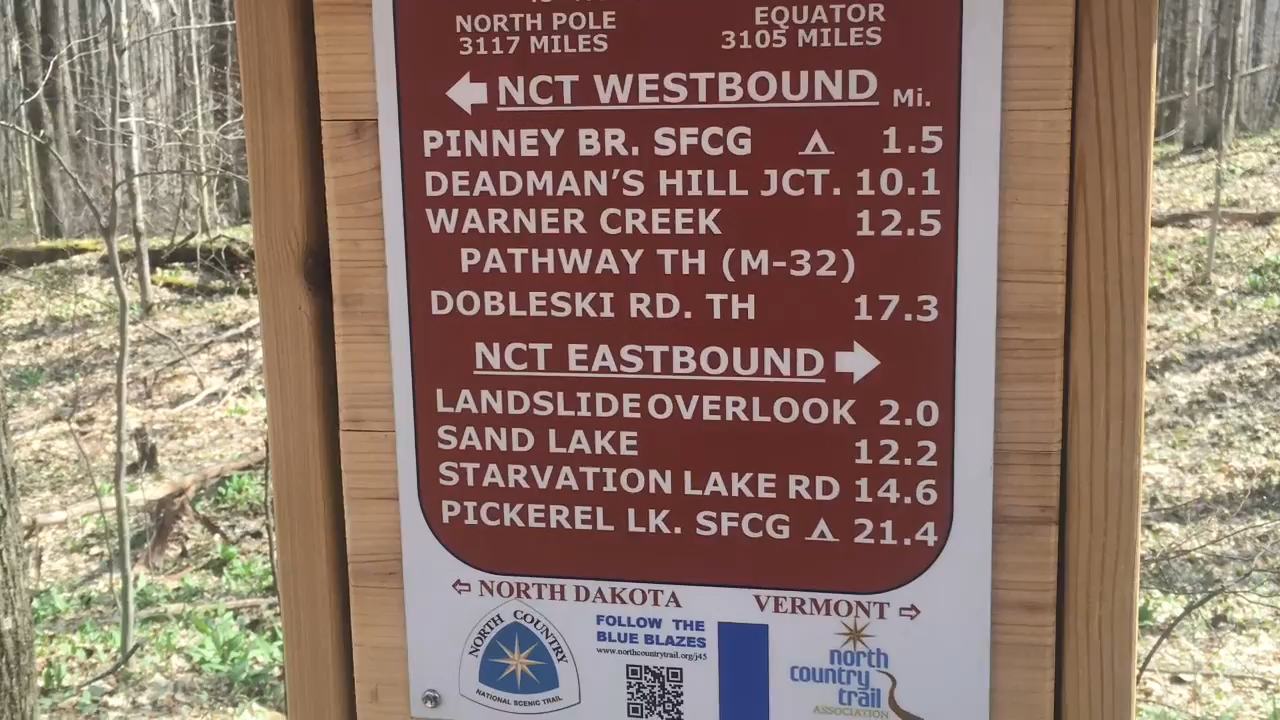 NORTH POLE EQUATOR
3117 MILES 3105 MILES
← NCT WESTBOUND Mi.
PINNEY BR. SFCG 1.5
DEADMAN'S HILL JCT. 10.1
WARNER CREEK 12.5
PATHWAY TH (M-32)
DOBLESKI RD. TH 17.3
NCT EASTBOUND →
LANDSLIDE OVERLOOK 2.0
SAND LAKE 12.2
STARVATION LAKE RD 14.6
PICKEREL LK. SFCG 21.4
⇦ NORTH DAKOTA VERMONT ⇨
NORTH COUNTRY
NATIONAL SCENIC TRAIL
FOLLOW THE
BLUE BLAZES
www.northcountrytrail.org/j45
north
country
trail
ASSOCIATION